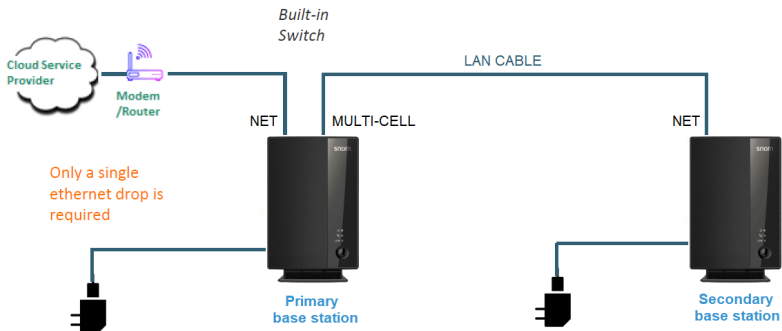 Built-in
Switch
Cloud Service
Provider
Modem
/Router
LAN CABLE
NET
MULTI-CELL
NET
snom
snom
Only a single
ethernet drop is
required
Primary
base station
Secondary
base station